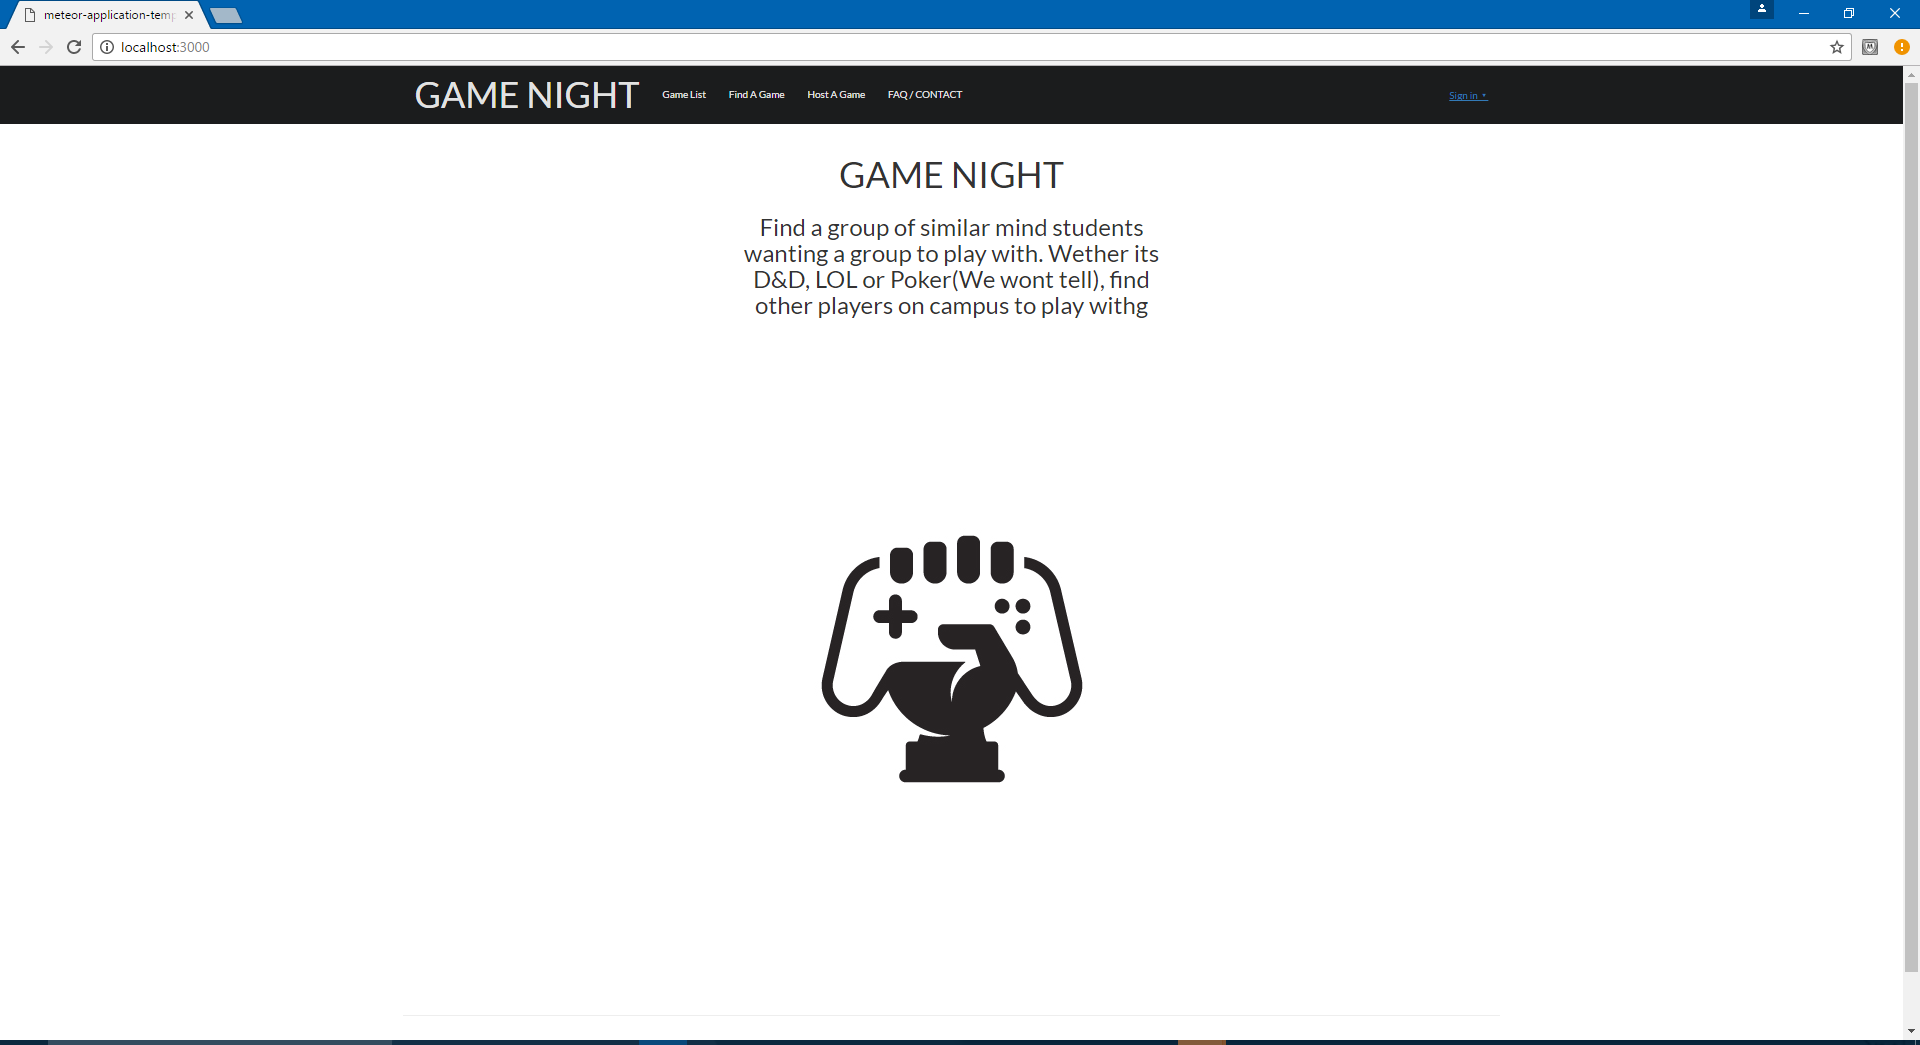 meteor-application-temp
localhost:3000
GAME NIGHT Game List Find A Game Host A Game FAQ / CONTACT Sign in
GAME NIGHT
Find a group of similar mind students
wanting a group to play with. Wether its
D&D, LOL or Poker(We wont tell), find
other players on campus to play withg